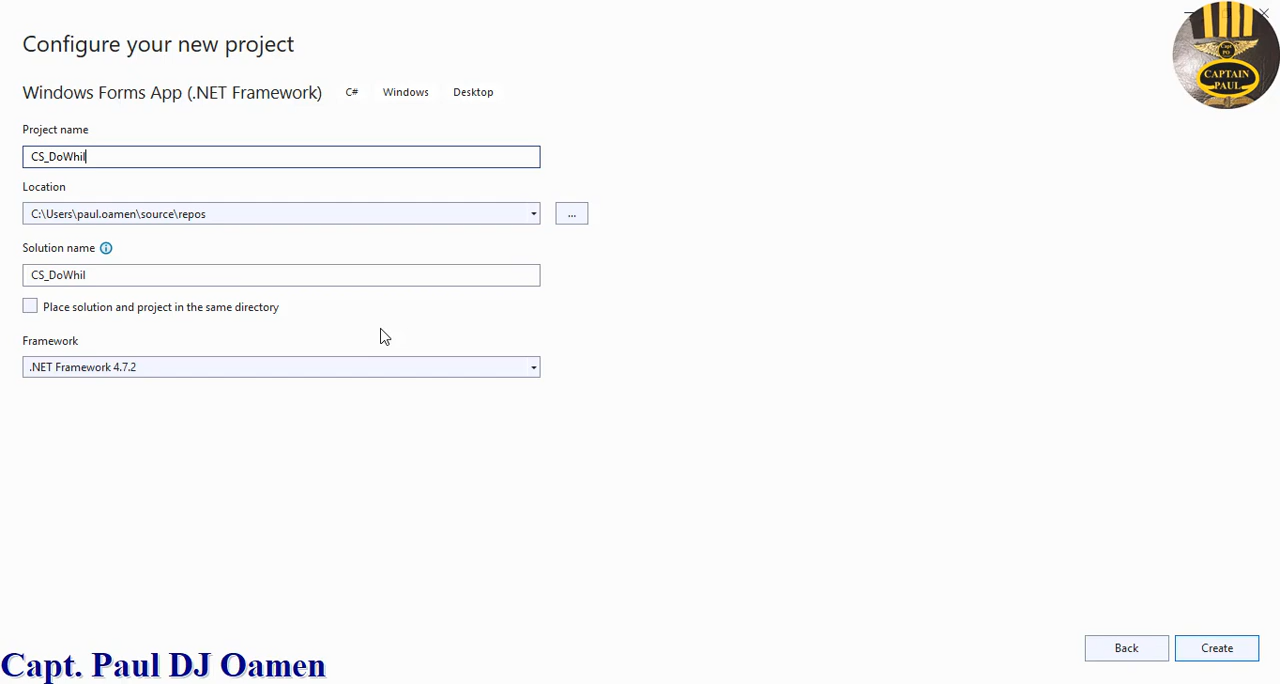 Configure your new project
Windows Forms App (.NET Framework) C# Windows Desktop
Project name
CS_DoWhil
Location
C:\Users\paul.oamen\source\repos
...
Solution name
CS_DoWhil
Place solution and project in the same directory
Framework
.NET Framework 4.7.2
Back Create
Capt. Paul DJ Oamen
Capt
PO
CAPTAIN
PAUL